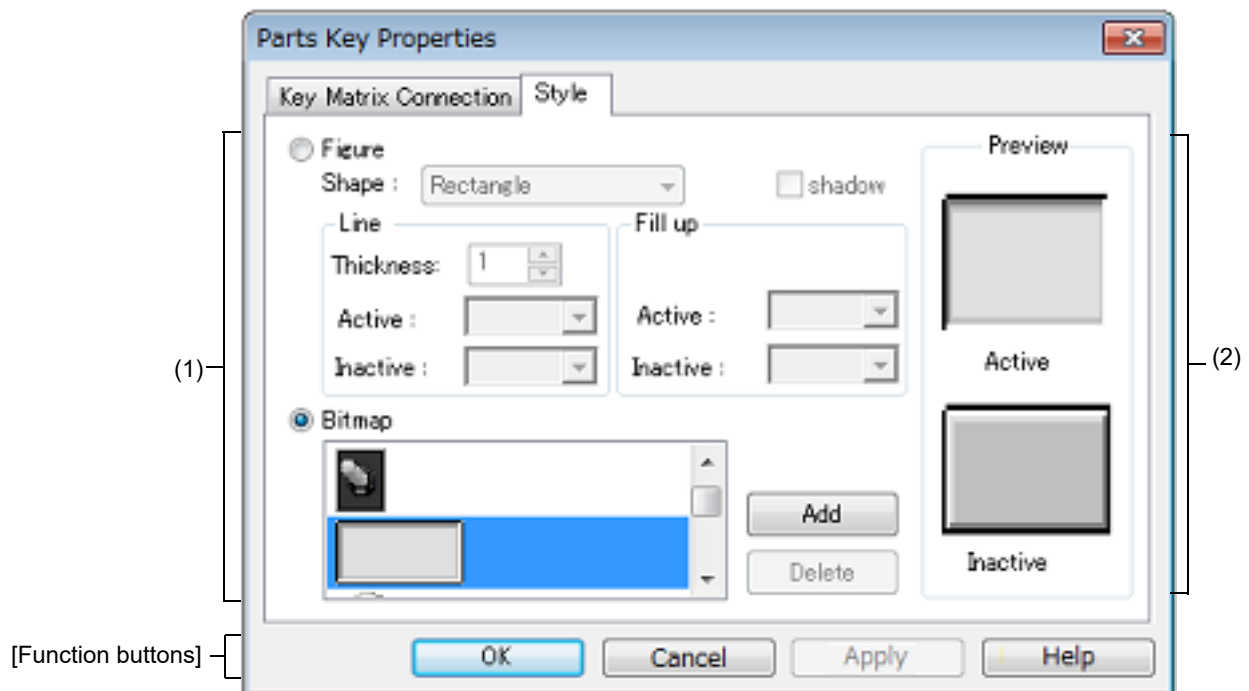 Parts Key Properties
Key Matrix Connection Style
Figure
Preview
Shape : Rectangle shadow
Line
Fill up
Thickness: 1
Active :
Active :
Inactive :
Inactive :
Active
(1)
(2)
Bitmap
Add
Delete
Inactive
[Function buttons]
OK Cancel Apply Help